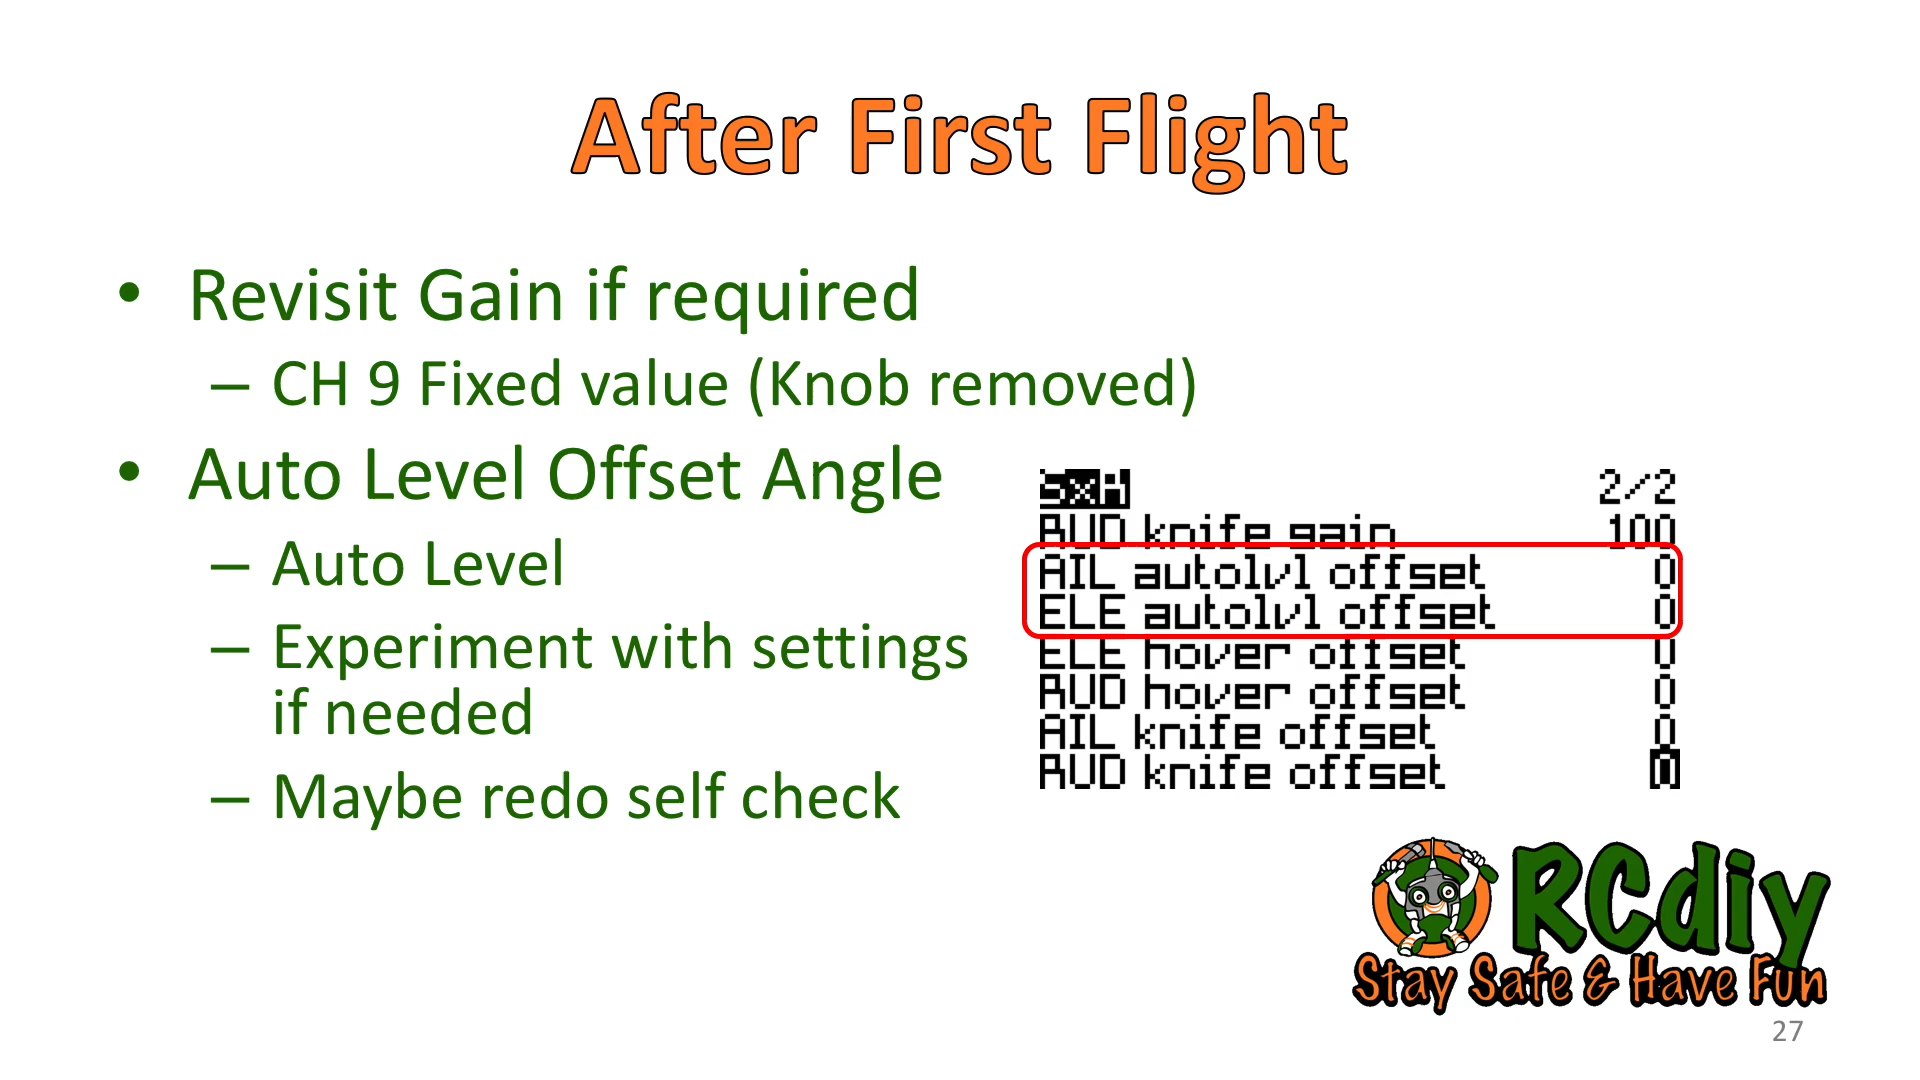 After First Flight
• Revisit Gain if required
– CH 9 Fixed value (Knob removed)
• Auto Level Offset Angle
– Auto Level
– Experiment with settings
if needed
– Maybe redo self check
SxR 2/2
RUD knife gain 100
AIL autolvl offset 0
ELE autolvl offset 0
ELE hover offset 0
RUD hover offset 0
AIL knife offset 0
RUD knife offset 0
RCdiy
Stay Safe & Have Fun
27